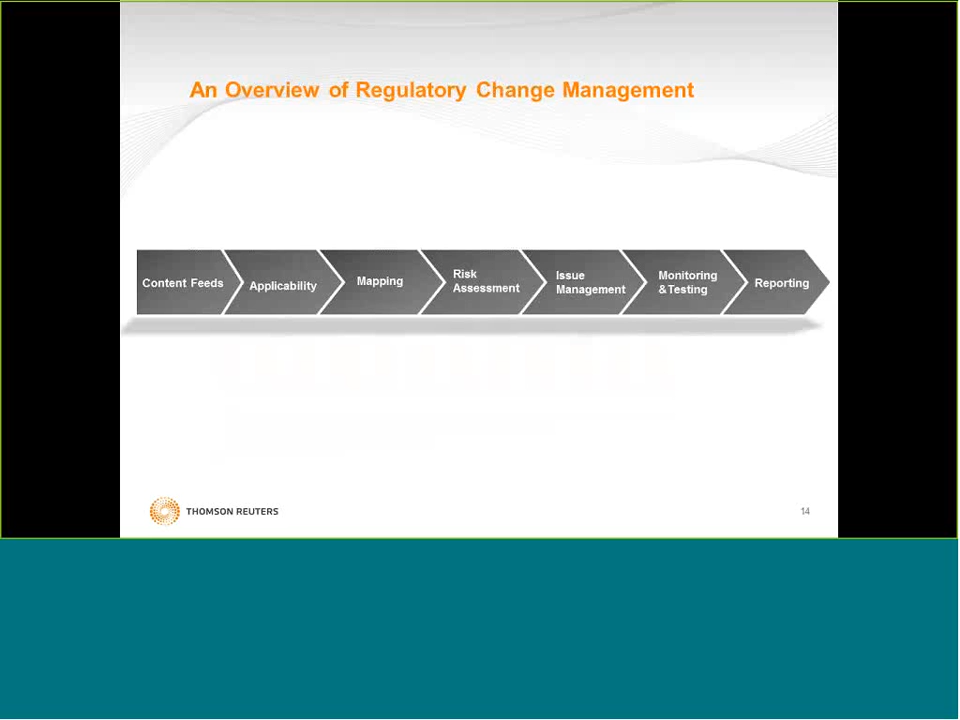 An Overview of Regulatory Change Management
Content Feeds
Applicability
Mapping
Risk
Assessment
Issue
Management
Monitoring
&Testing
Reporting
THOMSON REUTERS
14